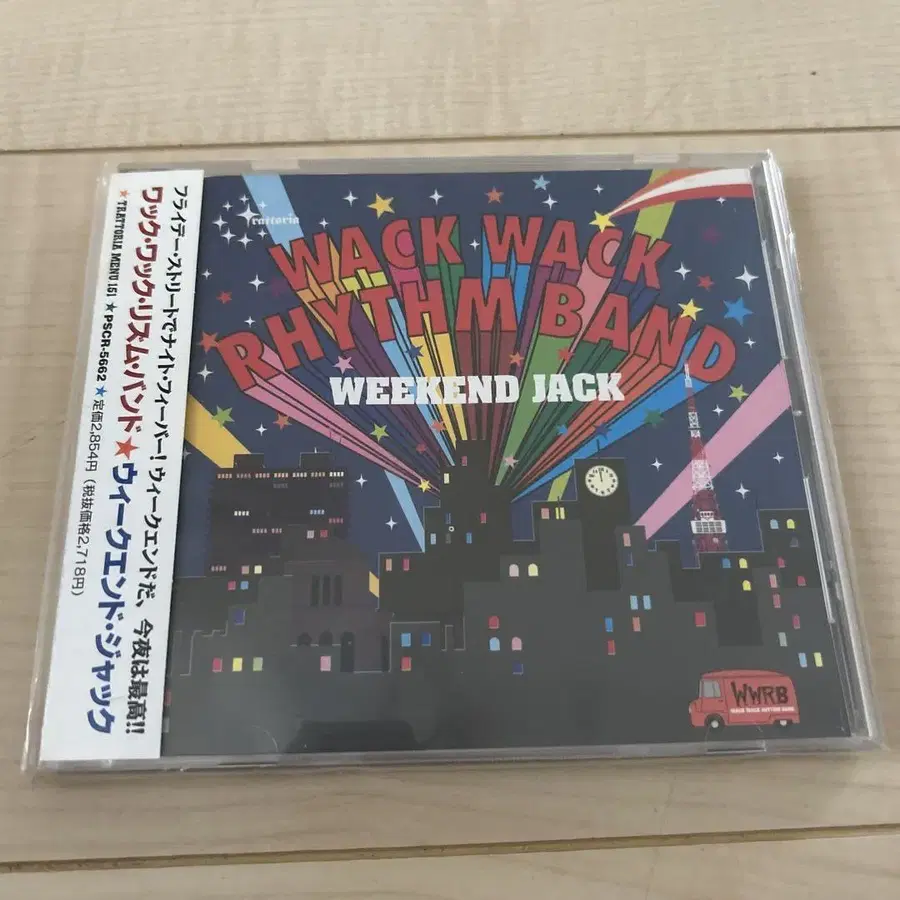 フライデー・ストリートでナイト・フィーバー！ウィークエンドだ、今夜は最高!!
ワック・ワック・リズム・バンド★ウィークエンド・ジャック
★TRATTORIA MENU 151 ★PSCR-5662 ★定価2,854円（税抜価格2,718円）
Trattoria
WACK WACK
RHYTHM BAND
WEEKEND JACK
WWRB
WACK WACK RHYTHM BAND